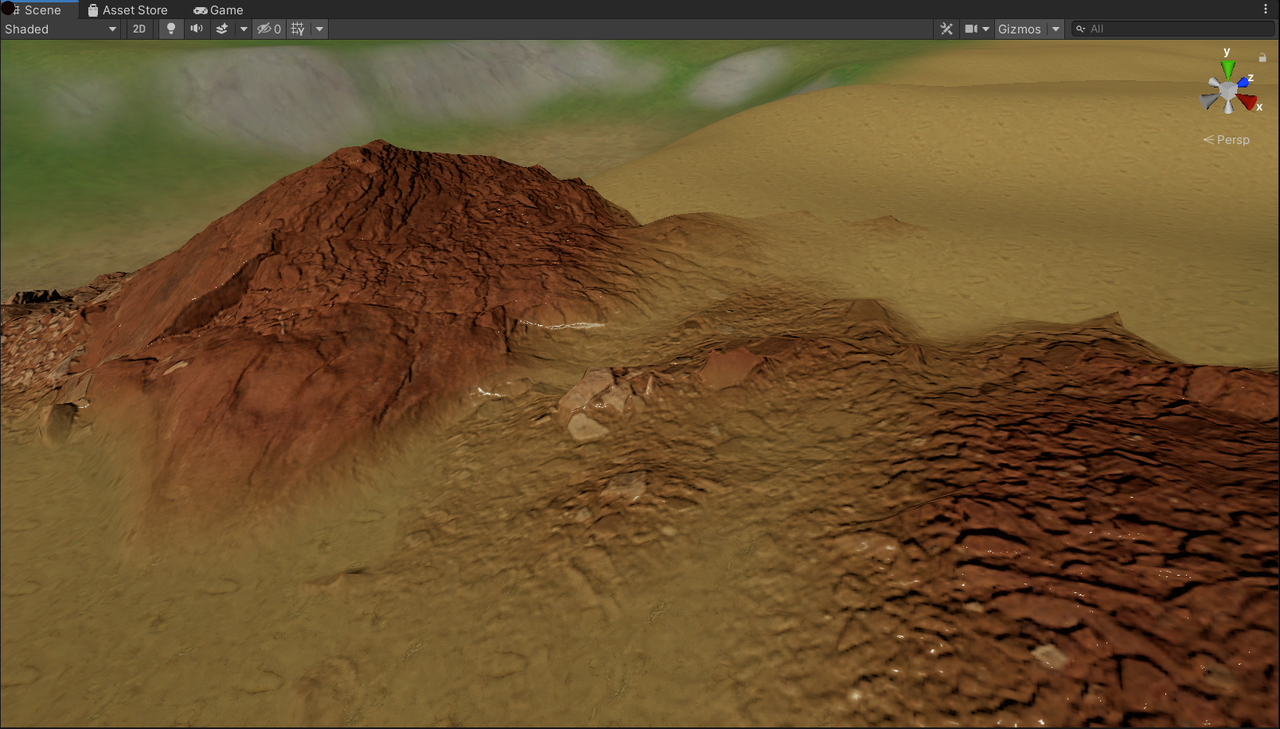 Scene Asset Store Game
Shaded 2D 0 Gizmos All
y
z
x
Persp